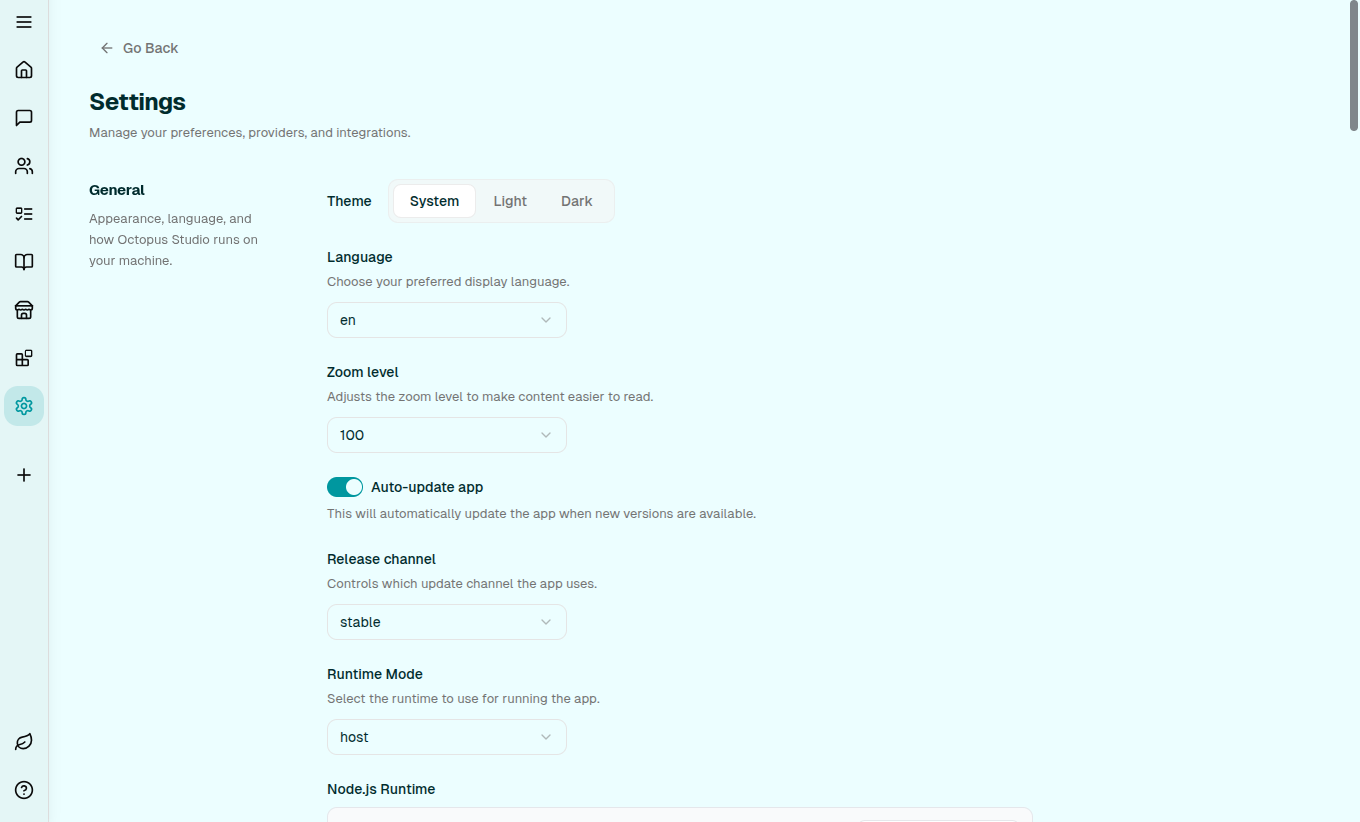 Go Back
Settings
Manage your preferences, providers, and integrations.
General
Appearance, language, and
how Octopus Studio runs on
your machine.
Theme
System
Light
Dark
Language
Choose your preferred display language.
en
Zoom level
Adjusts the zoom level to make content easier to read.
100
Auto-update app
This will automatically update the app when new versions are available.
Release channel
Controls which update channel the app uses.
stable
Runtime Mode
Select the runtime to use for running the app.
host
Node.js Runtime